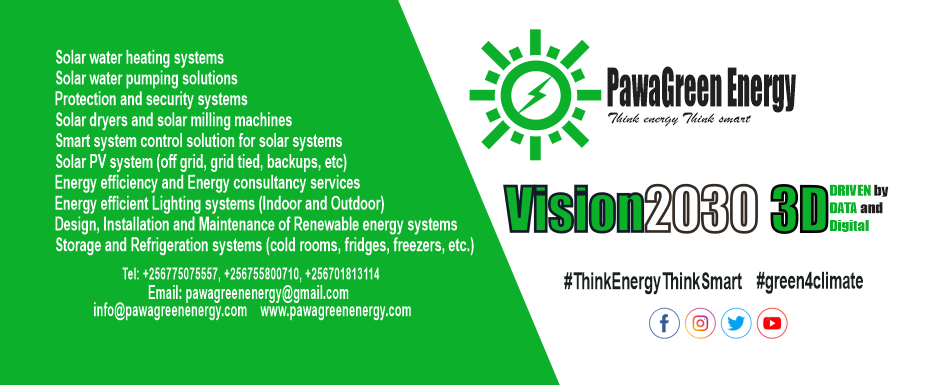 Solar water heating systems
Solar water pumping solutions
Protection and security systems
Solar dryers and solar milling machines
Smart system control solution for solar systems
Solar PV system (off grid, grid tied, backups, etc)
Energy efficiency and Energy consultancy services
Energy efficient Lighting systems (Indoor and Outdoor)
Design, Installation and Maintenance of Renewable energy systems
Storage and Refrigeration systems (cold rooms, fridges, freezers, etc.)
Tel: +256775075557, +256755800710, +256701813114
Email: pawagreenenergy@gmail.com
info@pawagreenenergy.com www.pawagreenenergy.com
PawaGreen Energy
Think energy Think smart
Vision2030 3D
DRIVEN by
DATA and
Digital
#ThinkEnergyThinkSmart #green4climate